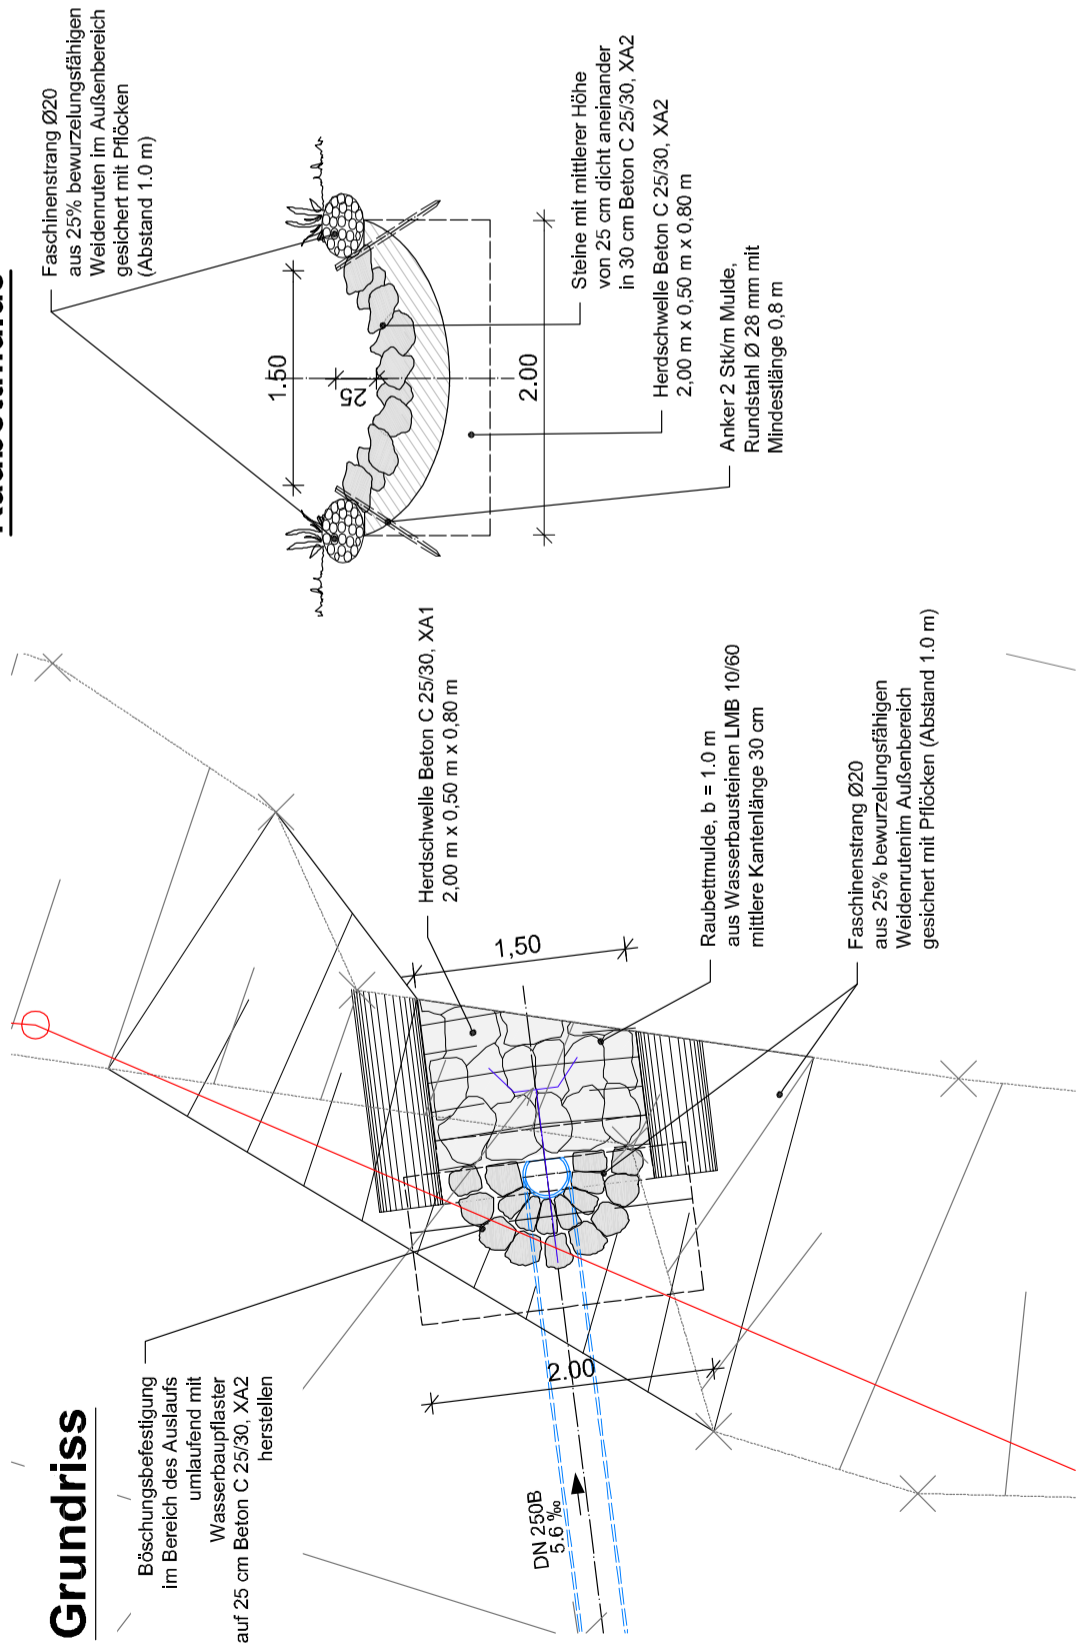 Grundriss
Böschungsbefestigung
im Bereich des Auslaufs
umlaufend mit
Wasserbaupflaster
auf 25 cm Beton C 25/30, XA2
herstellen
DN 250B
5.6 ‰
2.00
1,50
Herdschwelle Beton C 25/30, XA1
2,00 m x 0,50 m x 0,80 m
Raubettmulde, b = 1.0 m
aus Wasserbausteinen LMB 10/60
mittlere Kantenlänge 30 cm
Faschinenstrang Ø20
aus 25% bewurzelungsfähigen
Weidenrutenim Außenbereich
gesichert mit Pflöcken (Abstand 1.0 m)
Faschinenstrang Ø20
aus 25% bewurzelungsfähigen
Weidenruten im Außenbereich
gesichert mit Pflöcken
(Abstand 1.0 m)
1.50
25
2.00
Steine mit mittlerer Höhe
von 25 cm dicht aneinander
in 30 cm Beton C 25/30, XA2
Herdschwelle Beton C 25/30, XA2
2,00 m x 0,50 m x 0,80 m
Anker 2 Stk/m Mulde,
Rundstahl Ø 28 mm mit
Mindestlänge 0,8 m